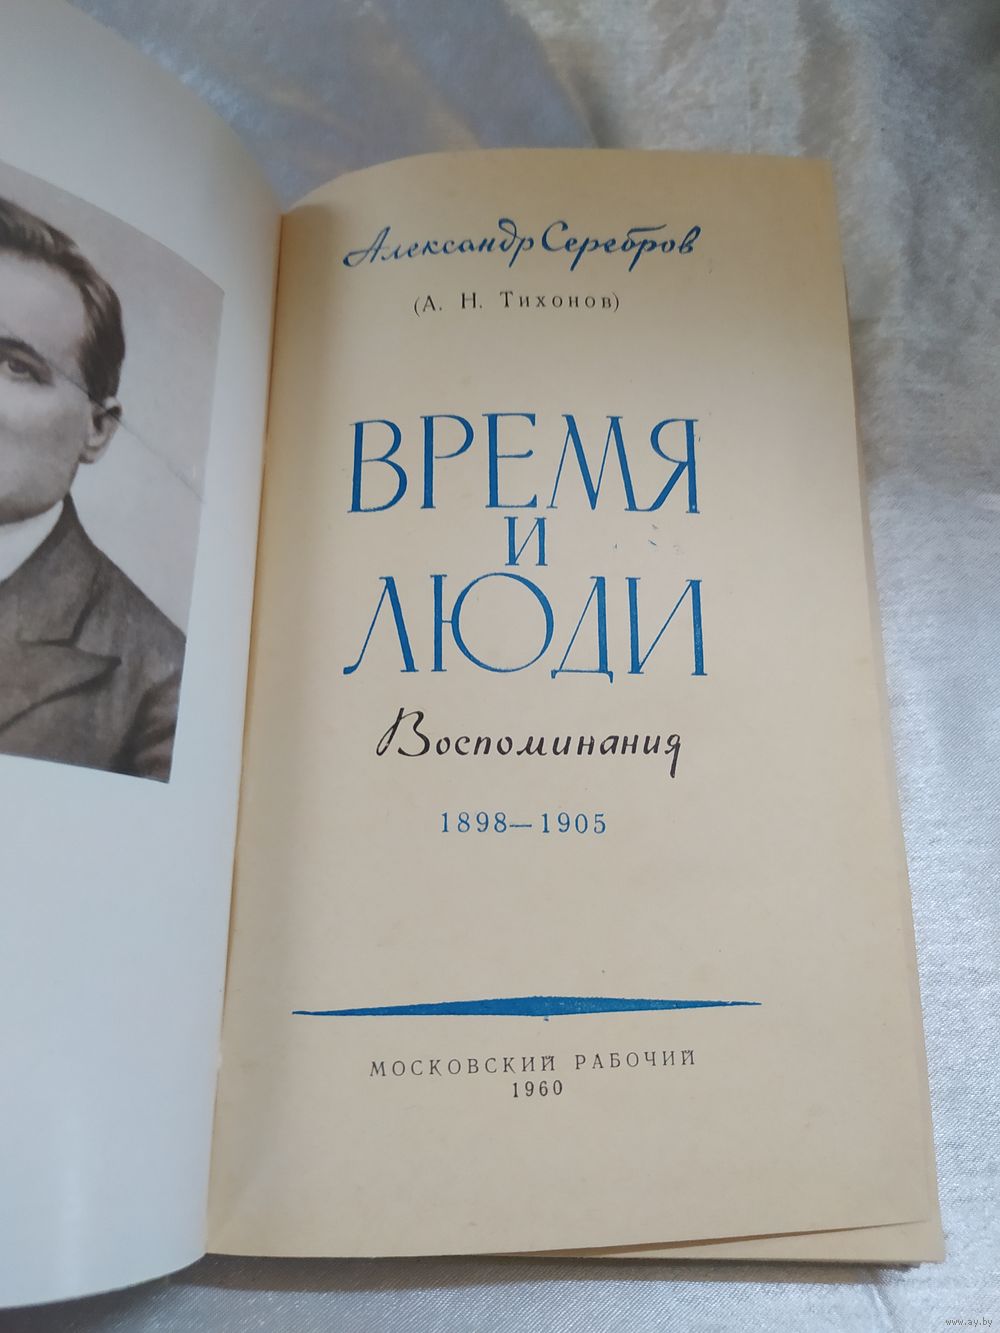 Александр Серебров
(А. Н. Тихонов)
ВРЕМЯ
И
ЛЮДИ
Воспоминания
1898—1905
МОСКОВСКИЙ РАБОЧИЙ
1960
www.ay.by